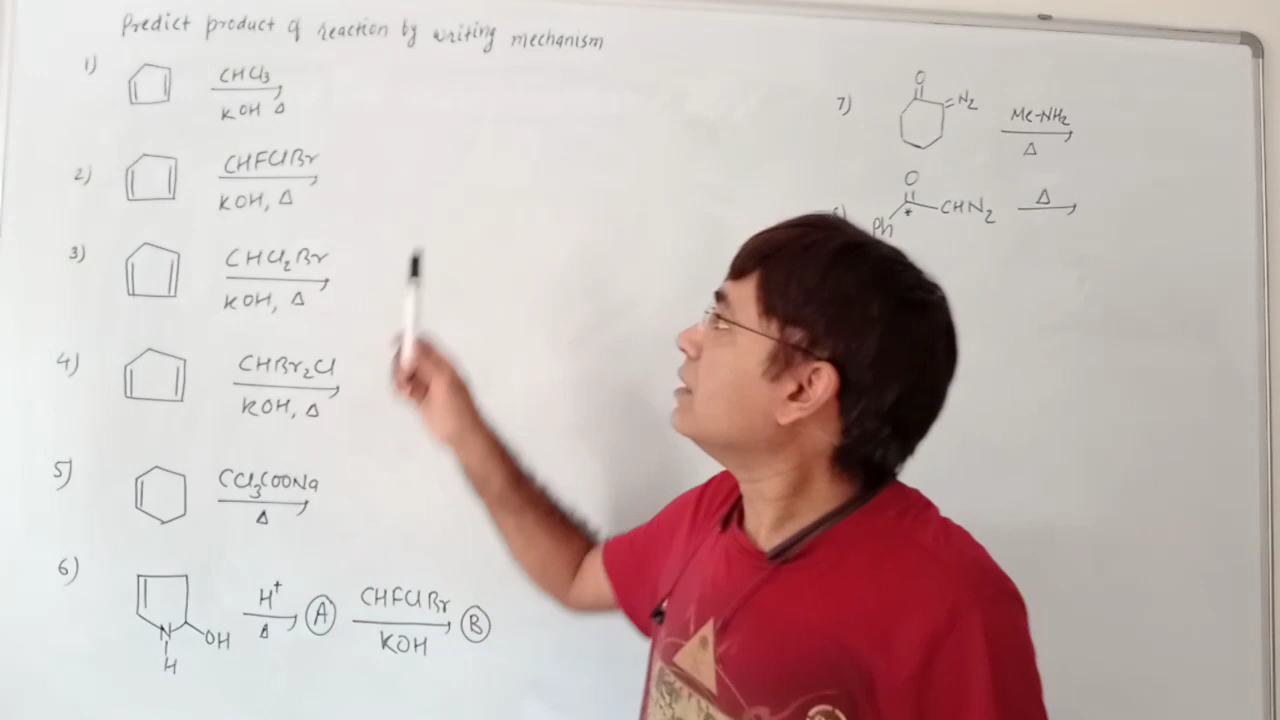 Predict product of reaction by writing mechanism
1) CHCl3
KOH Δ
2) CHFClBr
KOH, Δ
3) CHCl2Br
KOH, Δ
4) CHBr2Cl
KOH, Δ
5) CCl3COONa
Δ
6) N H OH H+ Δ A CHFClBr KOH B
7) O N2 Me-NH2
Δ
O Ph * CHN2 Δ